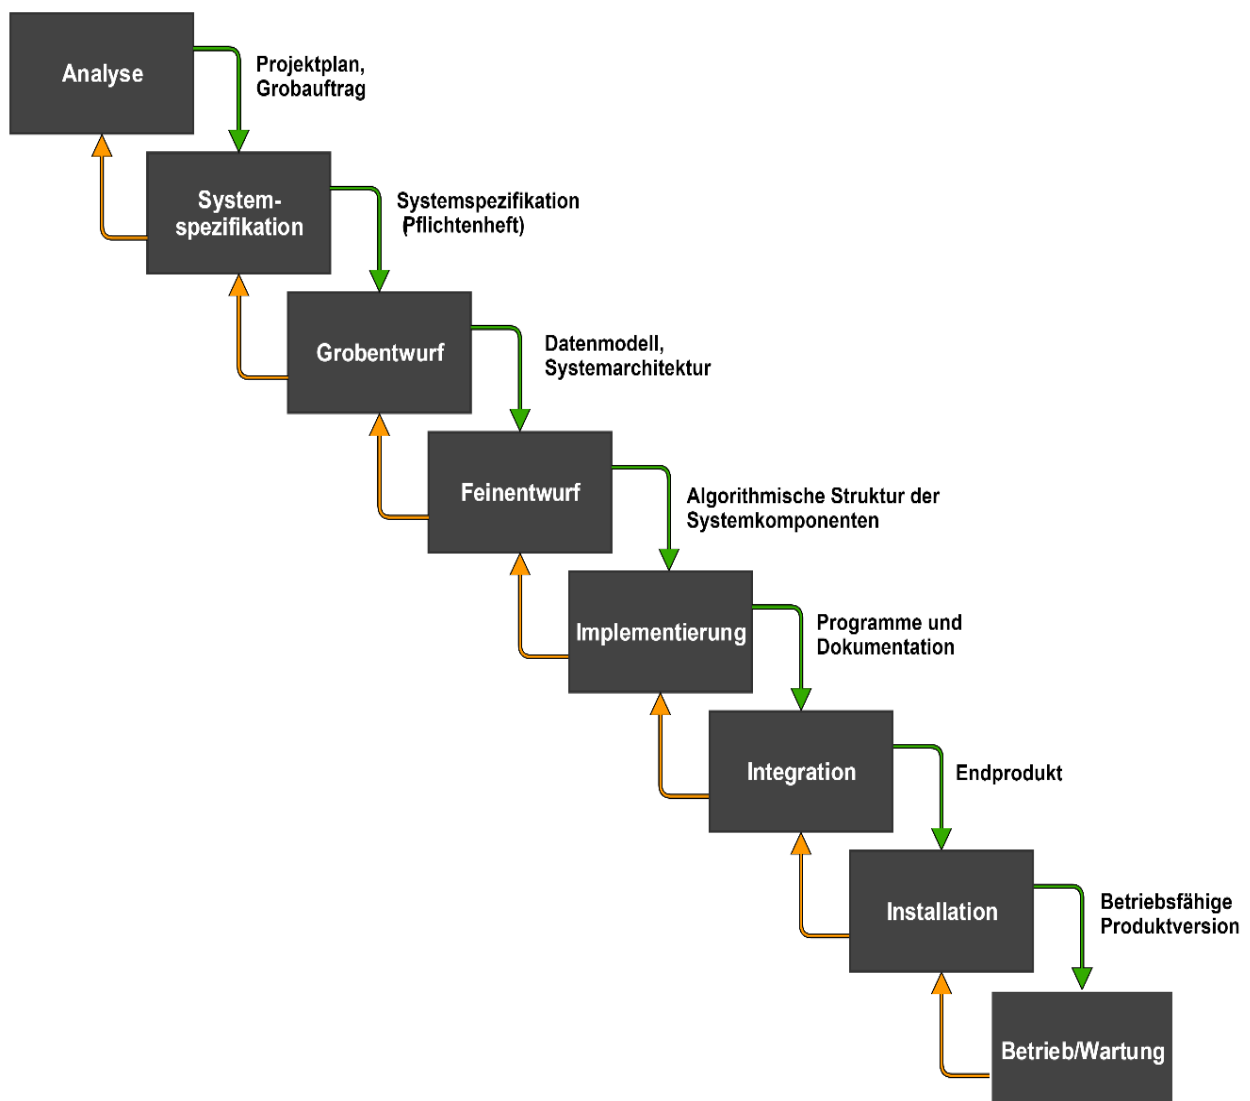 Analyse
Projektplan,
Grobauftrag
System-
spezifikation
Systemspezifikation
(Pflichtenheft)
Grobentwurf
Datenmodell,
Systemarchitektur
Feinentwurf
Algorithmische Struktur der
Systemkomponenten
Implementierung
Programme und
Dokumentation
Integration
Endprodukt
Installation
Betriebsfähige
Produktversion
Betrieb/Wartung